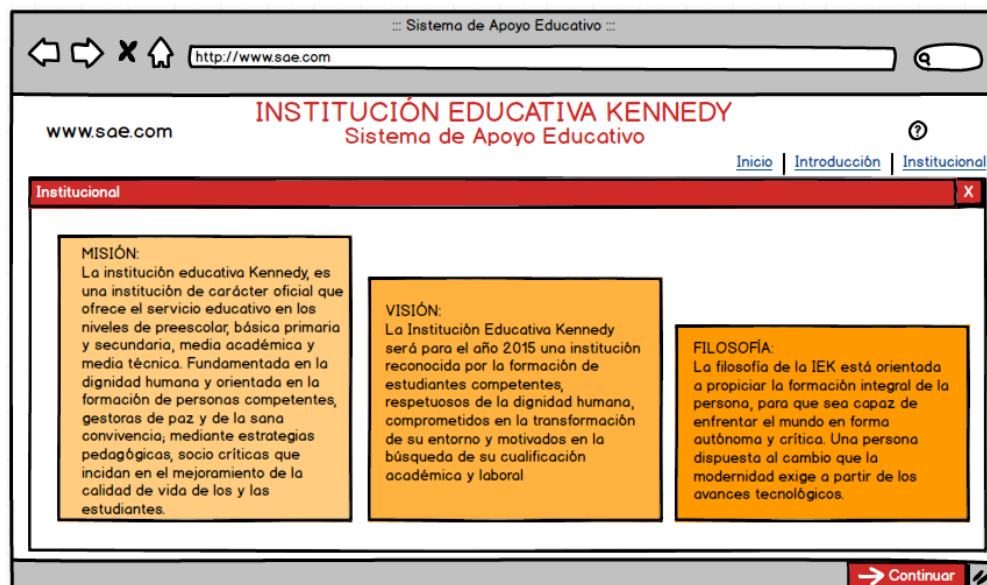 ::: Sistema de Apoyo Educativo :::
http://www.sae.com
INSTITUCIÓN EDUCATIVA KENNEDY
www.sae.com
Sistema de Apoyo Educativo
?
Inicio | Introducción | Institucional
Institucional
X
MISIÓN:
La institución educativa Kennedy, es
una institución de carácter oficial que
ofrece el servicio educativo en los
niveles de preescolar, básica primaria
y secundaria, media académica y
media técnica. Fundamentada en la
dignidad humana y orientada en la
formación de personas competentes,
gestoras de paz y de la sana
convivencia; mediante estrategias
pedagógicas, socio críticas que
incidan en el mejoramiento de la
calidad de vida de los y las
estudiantes.
VISIÓN:
La Institución Educativa Kennedy
será para el año 2015 una institución
reconocida por la formación de
estudiantes competentes,
respetuosos de la dignidad humana,
comprometidos en la transformación
de su entorno y motivados en la
búsqueda de su cualificación
académica y laboral
FILOSOFÍA:
La filosofía de la IEK está orientada
a propiciar la formación integral de la
persona, para que sea capaz de
enfrentar el mundo en forma
autónoma y crítica. Una persona
dispuesta al cambio que la
modernidad exige a partir de los
avances tecnológicos.
Continuar